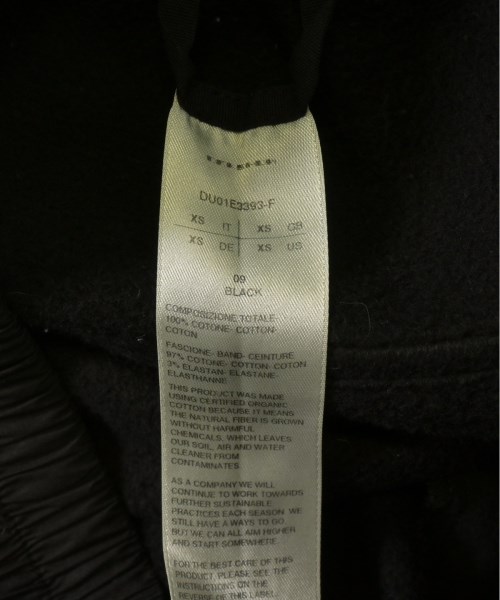 DU01E3393-F
XS IT XS GB
XS DE XS US
09
BLACK
COMPOSIZIONE TOTALE
100% COTONE- COTTON-
COTON
FASCIONE- BAND- CEINTURE
97% COTONE- COTTON- COTON
3% ELASTAN- ELASTANE-
ELASTHANNE
THIS PRODUCT WAS MADE
USING CERTIFIED ORGANIC
COTTON BECAUSE IT MEANS
THE NATURAL FIBER IS GROWN
WITHOUT HARMFUL
CHEMICALS, WHICH LEAVES
OUR SOIL, AIR AND WATER
CLEANER FROM
CONTAMINATES.
AS A COMPANY WE WILL
CONTINUE TO WORK TOWARDS
FURTHER SUSTAINABLE
PRACTICES EACH SEASON. WE
STILL HAVE A WAYS TO GO
BUT WE CAN ALL AIM HIGHER
AND START SOMEWHERE.
FOR THE BEST CARE OF THIS
PRODUCT, PLEASE SEE THE
INSTRUCTIONS ON THE
REVERSE OF THIS LABEL